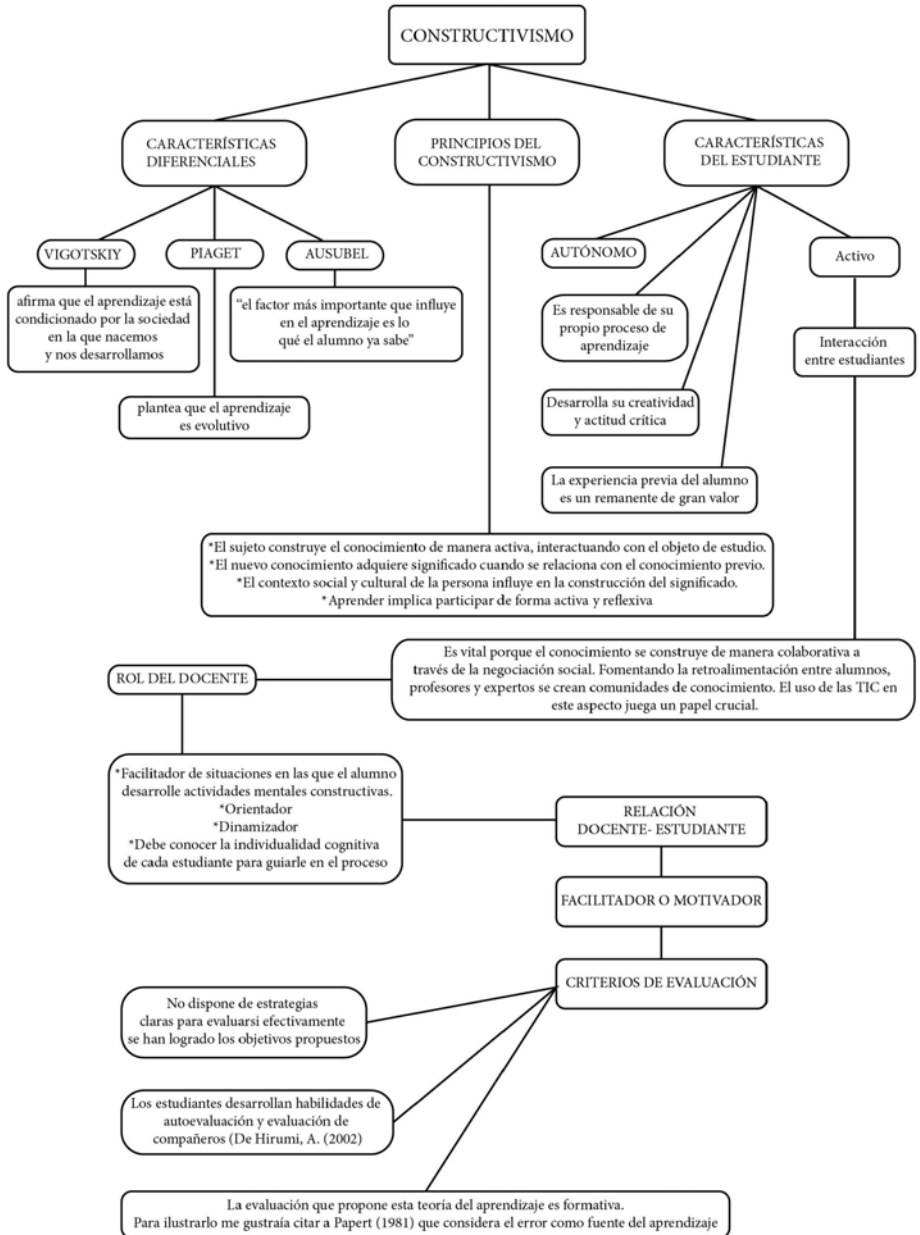 CONSTRUCTIVISMO
CARACTERÍSTICAS
DIFERENCIALES
PRINCIPIOS DEL
CONSTRUCTIVISMO
CARACTERÍSTICAS
DEL ESTUDIANTE
VIGOTSKIY
PIAGET
AUSUBEL
AUTÓNOMO
Activo
afirma que el aprendizaje está
condicionado por la sociedad
en la que nacemos
y nos desarrollamos
"el factor más importante que influye
en el aprendizaje es lo
qué el alumno ya sabe"
Es responsable de su
propio proceso de
aprendizaje
Interacción
entre estudiantes
plantea que el aprendizaje
es evolutivo
Desarrolla su creatividad
y actitud crítica
La experiencia previa del alumno
es un remanente de gran valor
*El sujeto construye el conocimiento de manera activa, interactuando con el objeto de estudio.
*El nuevo conocimiento adquiere significado cuando se relaciona con el conocimiento previo.
*El contexto social y cultural de la persona influye en la construcción del significado.
*Aprender implica participar de forma activa y reflexiva
Es vital porque el conocimiento se construye de manera colaborativa a
través de la negociación social. Fomentando la retroalimentación entre alumnos,
profesores y expertos se crean comunidades de conocimiento. El uso de las TIC en
este aspecto juega un papel crucial.
ROL DEL DOCENTE
*Facilitador de situaciones en las que el alumno
desarrolle actividades mentales constructivas.
*Orientador
*Dinamizador
*Debe conocer la individualidad cognitiva
de cada estudiante para guiarle en el proceso
RELACIÓN
DOCENTE- ESTUDIANTE
FACILITADOR O MOTIVADOR
CRITERIOS DE EVALUACIÓN
No dispone de estrategias
claras para evaluarsi efectivamente
se han logrado los objetivos propuestos
Los estudiantes desarrollan habilidades de
autoevaluación y evaluación de
compañeros (De Hirumi, A. (2002)
La evaluación que propone esta teoría del aprendizaje es formativa.
Para ilustrarlo me gustraía citar a Papert (1981) que considera el error como fuente del aprendizaje